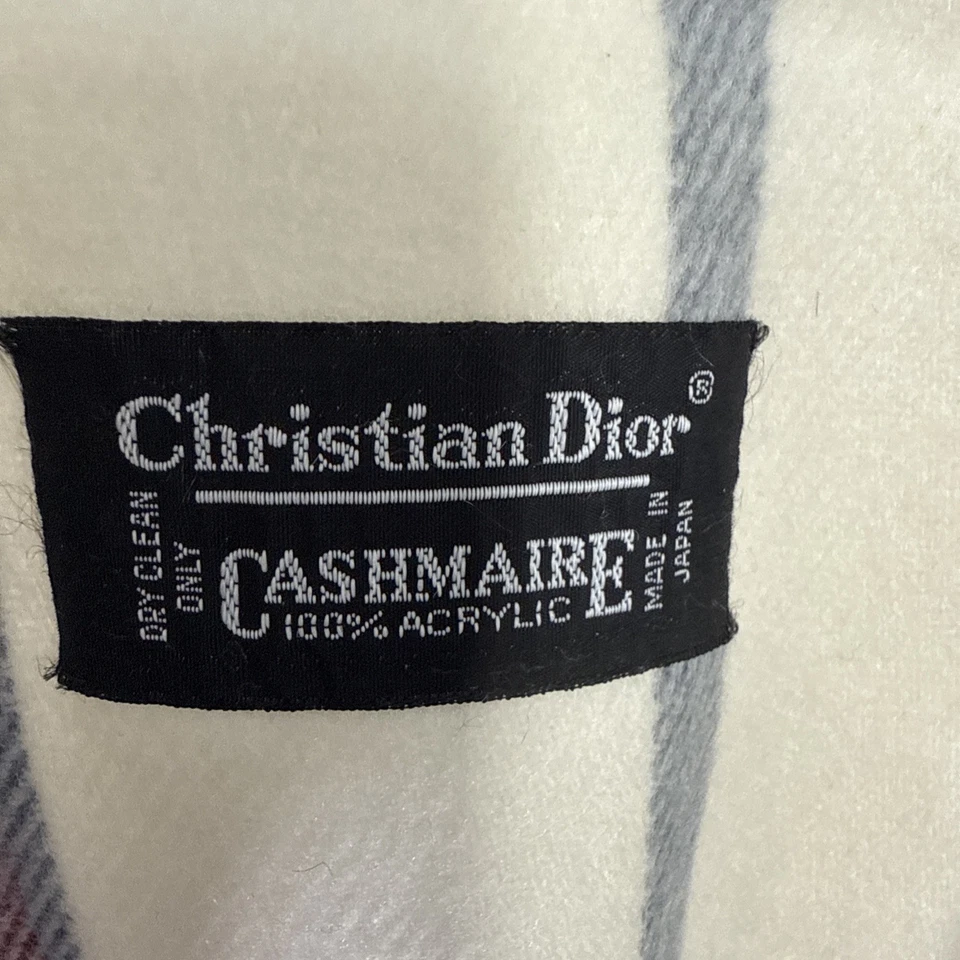 Christian Dior®
DRY CLEAN
ONLY
CASHMAIRE
100% ACRYLIC
MADE IN
JAPAN